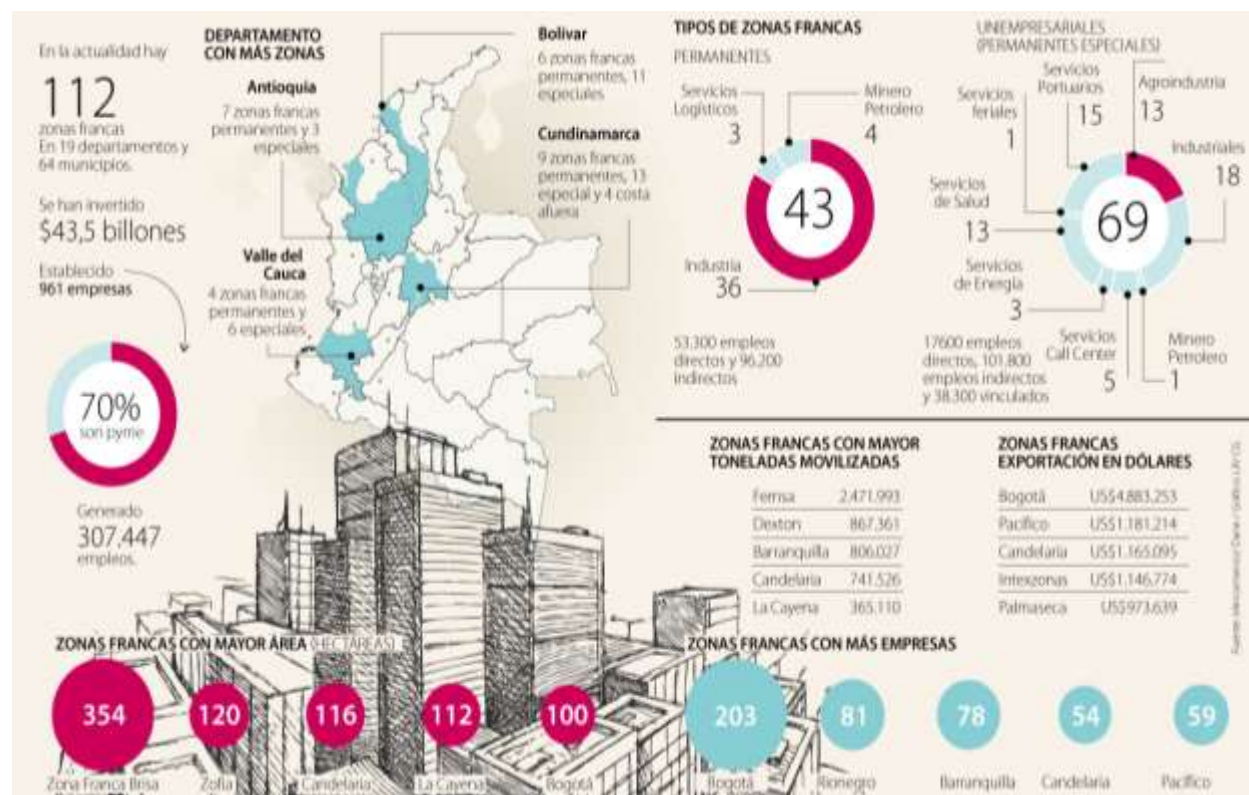 En la actualidad hay
112
zonas francas
En 19 departamentos y
64 municipios.
Se han invertido
$43,5 billones
Establecido
961 empresas
70%
son pyme
Generado
307,447
empleos.
DEPARTAMENTO
CON MÁS ZONAS
Antioquia
7 zonas francas
permanentes y 3
especiales
Valle del
Cauca
4 zonas francas
permanentes y
6 especiales
Bolivar
6 zonas francas
permanentes, 11
especiales
Cundinamarca
9 zonas francas
permanentes, 13
especial y 4 costa
afuera
TIPOS DE ZONAS FRANCAS
PERMANENTES
Servicios
Logísticos
3
Minero
Petrolero
4
43
Industria
36
53.300 empleos
directos y 96.200
indirectos
UNIEMPRESARIALES
(PERMANENTES ESPECIALES)
Servicios
feriales
1
Servicios
Portuarios
15
Agroindustria
13
Industriales
18
Servicios
de Salud
13
69
Servicios
de Energía
3
Servicios
Call Center
5
Minero
Petrolero
1
17600 empleos
directos, 101.800
empleos indirectos
y 38.300 vinculados
ZONAS FRANCAS CON MAYOR
TONELADAS MOVILIZADAS
Femsa 2.471.993
Dexton 867.361
Barranquilla 806.027
Candelaria 741.526
La Cayena 365.110
ZONAS FRANCAS
EXPORTACIÓN EN DÓLARES
Bogotá US$4.883,253
Pacífico US$1.181,214
Candelaria US$1.165,095
Intexzonas US$1.146,774
Palmaseca US$973,639
ZONAS FRANCAS CON MAYOR ÁREA (HECTÁREAS)
354
Zona Franca Brisa
120
Zofia
116
Candelaria
112
La Cayena
100
Bogotá
ZONAS FRANCAS CON MÁS EMPRESAS
203
Bogotá
81
Rionegro
78
Barranquilla
54
Candelaria
59
Pacífico